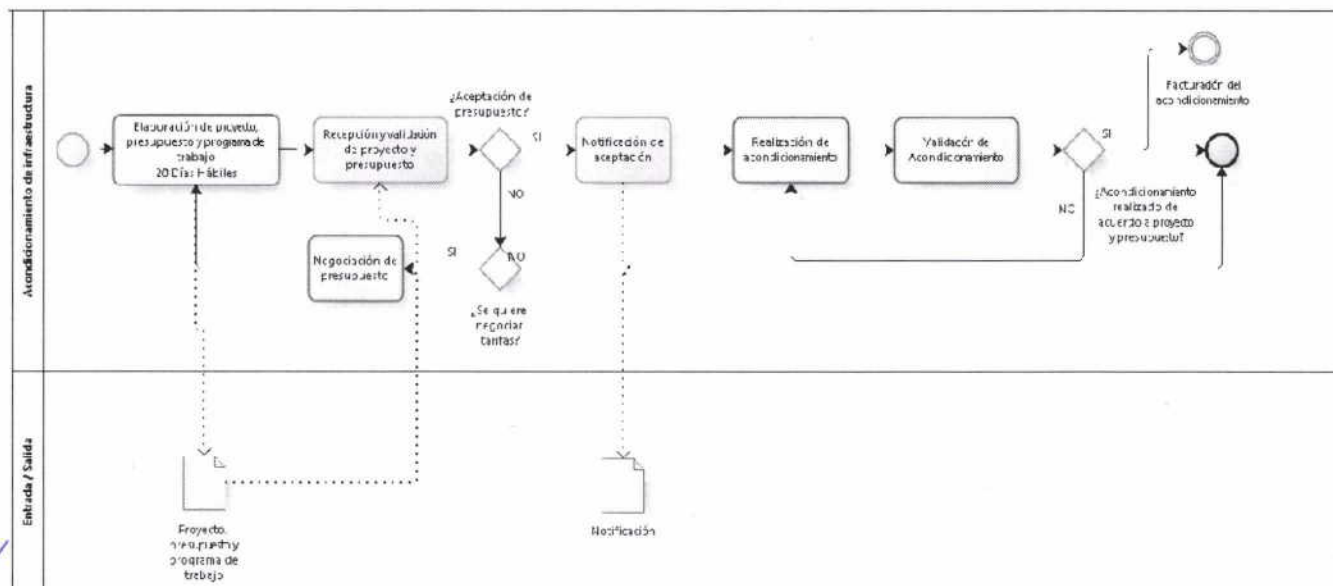 Acondicionamiento de infraestructura
Elaboración de proyecto,
presupuesto y programa de
trabajo
20 Días Hábiles
Recepción y validación
de proyecto y
presupuesto
¿Aceptación de
presupuesto?
SI
NO
Negociación de
presupuesto
SI
NO
¿Se quiere
negociar
tarifas?
Notificación de
aceptación
Realización de
acondicionamiento
Validación de
Acondicionamiento
SI
NO
¿Acondicionamiento
realizado de
acuerdo a proyecto
y presupuesto?
Facturación del
acondicionamiento
Entrada / Salida
Proyecto,
presupuesto y
programa de
trabajo
Notificación